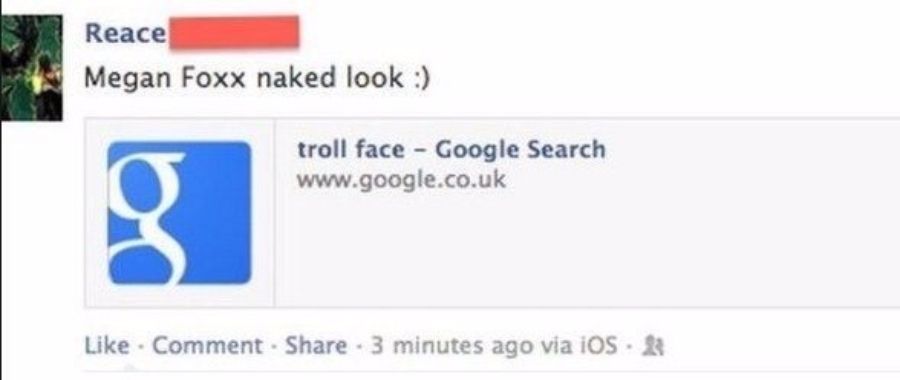 Reace
Megan Foxx naked look :)
g
troll face – Google Search
www.google.co.uk
Like · Comment · Share · 3 minutes ago via iOS ·